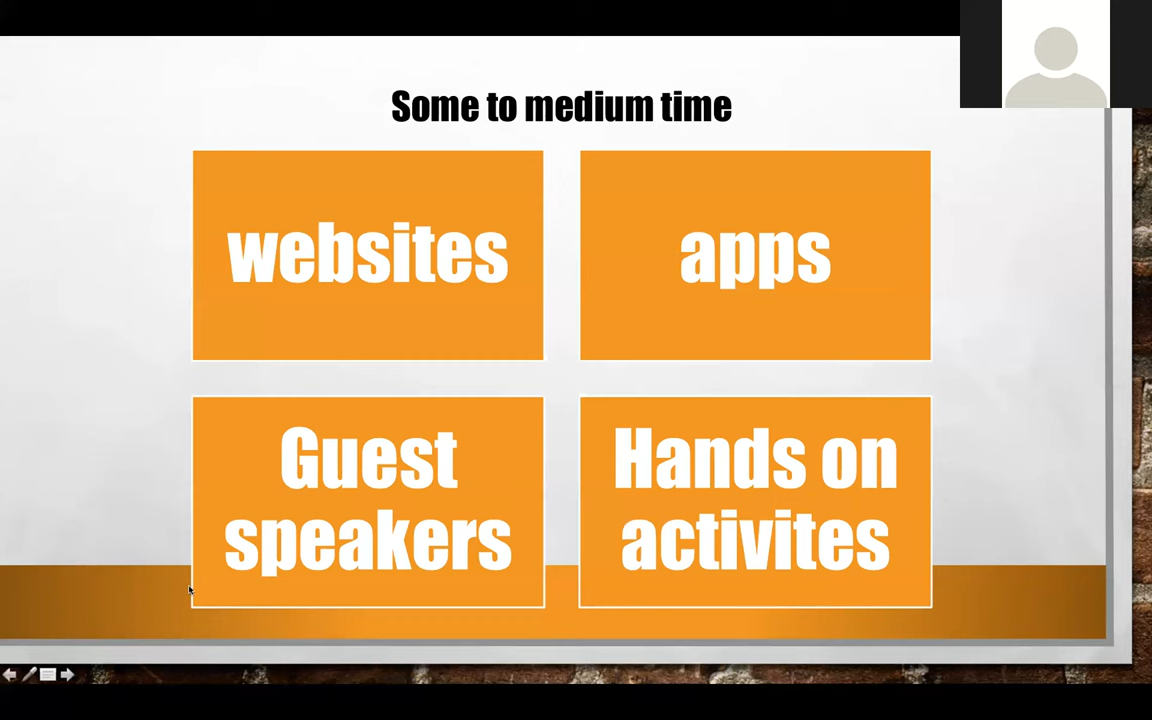 Some to medium time
websites
apps
Guest
speakers
Hands on
activites